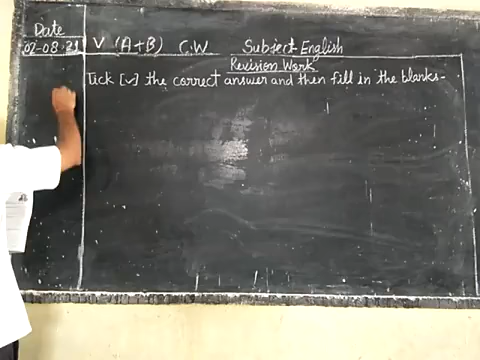 Date
02-08-21 V (A+B) C.W Subject-English
Revision Work
Tick [✓] the correct answer and then fill in the blanks-